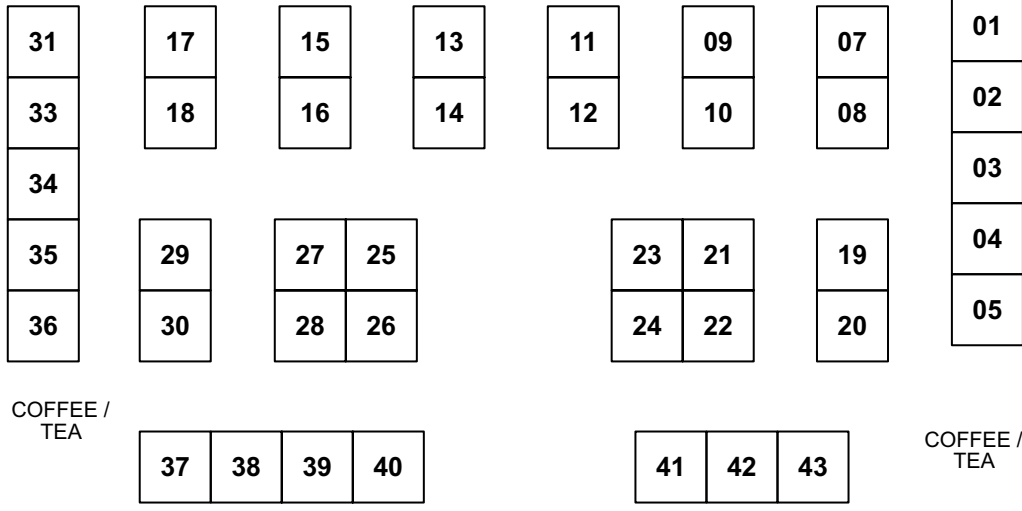 31 17 15 13 11 09 07 01
33 18 16 14 12 10 08 02
34 03
35 29 27 25 23 21 19 04
36 30 28 26 24 22 20 05
COFFEE /
TEA
37 38 39 40 41 42 43
COFFEE /
TEA